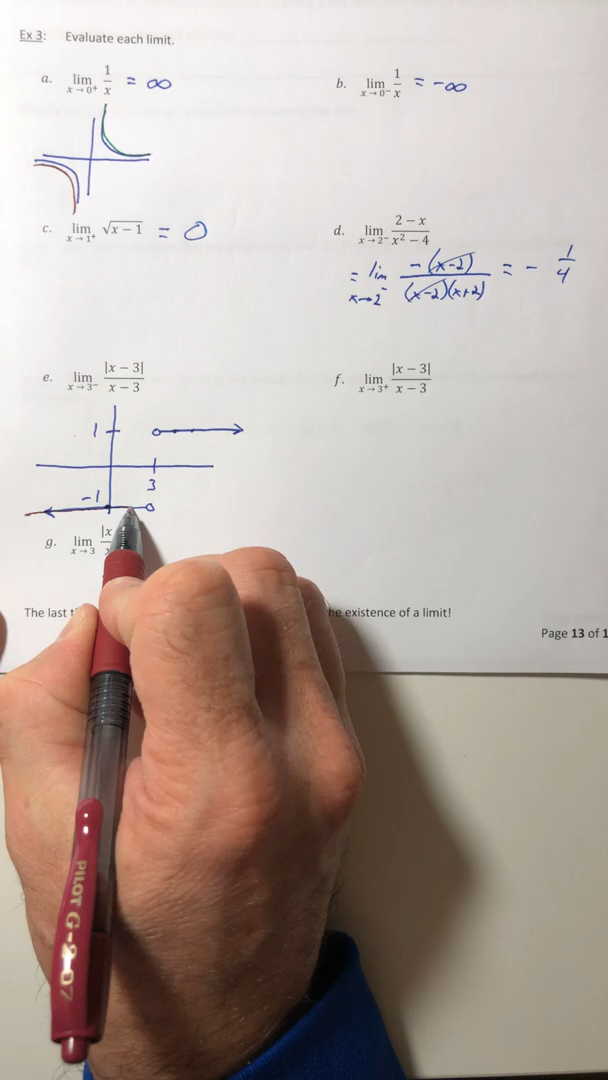 Ex 3: Evaluate each limit.
a. lim x→0⁺ 1/x = ∞
b. lim x→0⁻ 1/x = -∞
c. lim x→1⁺ √(x − 1) = 0
d. lim x→2⁻ (2 − x)/(x² − 4)
= lim x→2⁻ -(x-2)/((x-2)(x+2)) = - 1/4
e. lim x→3⁻ |x − 3|/(x − 3)
f. lim x→3⁺ |x − 3|/(x − 3)
1
3
-1
g. lim x→3 |x
The last he existence of a limit!
Page 13 of 1
PILOT G-2 07